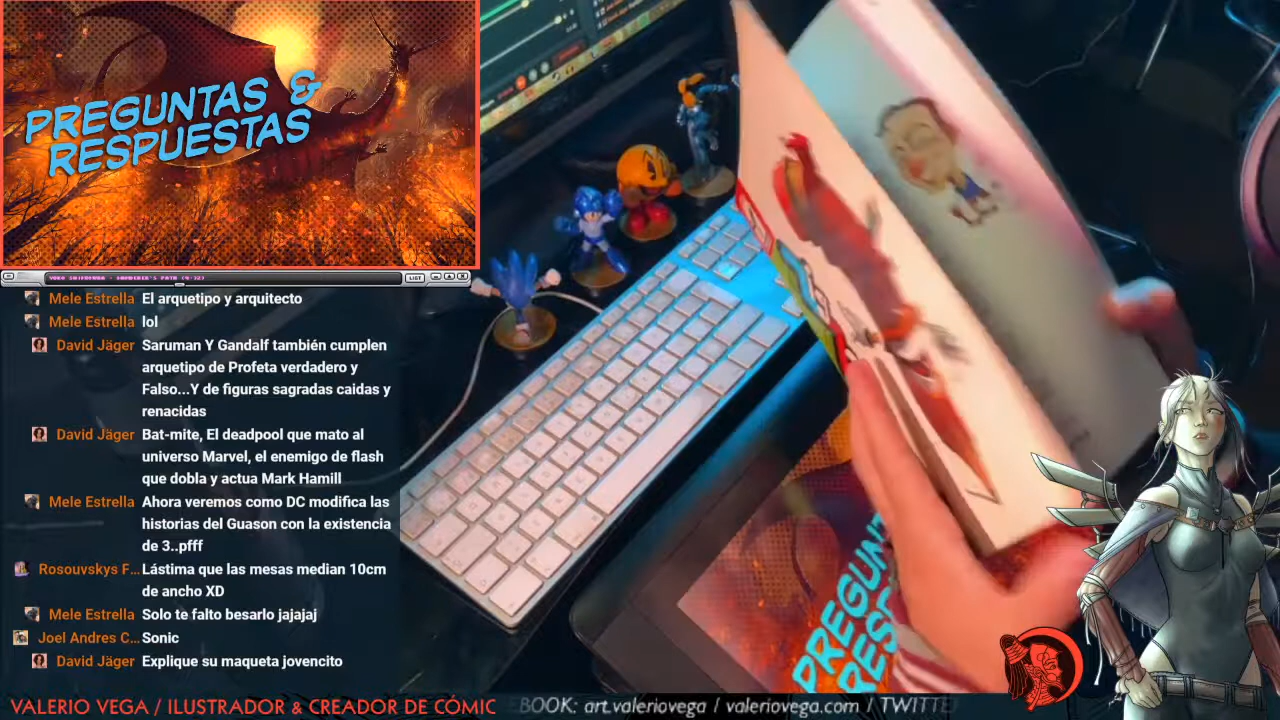 PREGUNTAS &
RESPUESTAS
LIST
Mele Estrella El arquetipo y arquitecto
Mele Estrella lol
David Jäger Saruman Y Gandalf también cumplen
arquetipo de Profeta verdadero y
Falso...Y de figuras sagradas caidas y
renacidas
David Jäger Bat-mite, El deadpool que mato al
universo Marvel, el enemigo de flash
que dobla y actua Mark Hamill
Mele Estrella Ahora veremos como DC modifica las
historias del Guason con la existencia
de 3..pfff
Rosouvskys F... Lástima que las mesas median 10cm
de ancho XD
Mele Estrella Solo te falto besarlo jajajaj
Joel Andres C... Sonic
David Jäger Explique su maqueta jovencito
PREGUNT
RES
VALERIO VEGA / ILUSTRADOR & CREADOR DE CÓMIC
BOOK: art.valeriovega / valeriovega.com / TWITTE